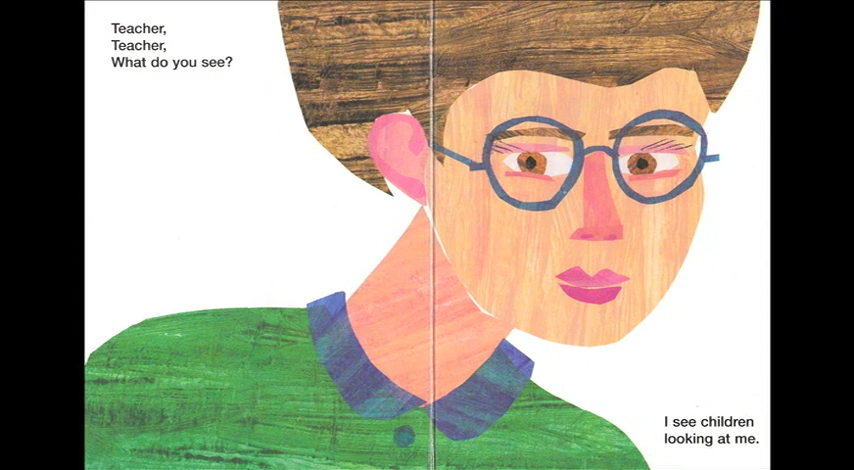 Teacher,
Teacher,
What do you see?
I see children
looking at me.